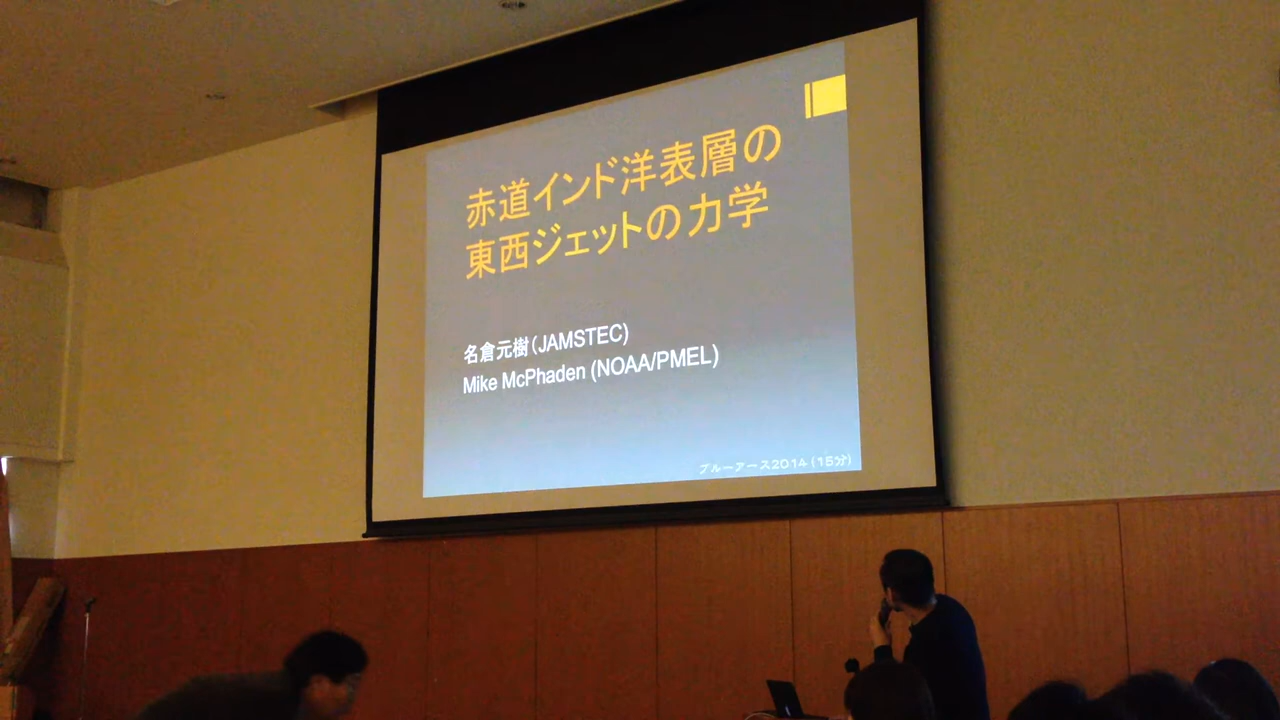 赤道インド洋表層の
東西ジェットの力学
名倉元樹(JAMSTEC)
Mike McPhaden (NOAA/PMEL)
ブルーアース2014(15分)